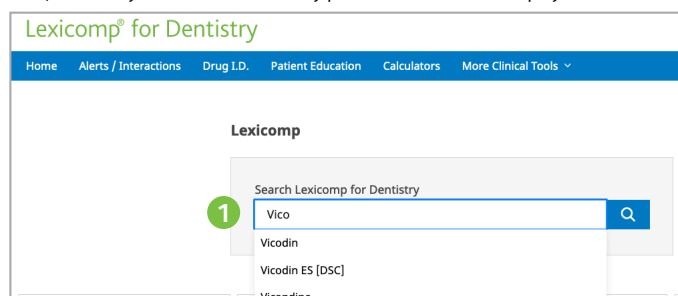 Lexicomp® for Dentistry
Home Alerts / Interactions Drug I.D. Patient Education Calculators More Clinical Tools
Lexicomp
Search Lexicomp for Dentistry
1 Vico
Vicodin
Vicodin ES [DSC]